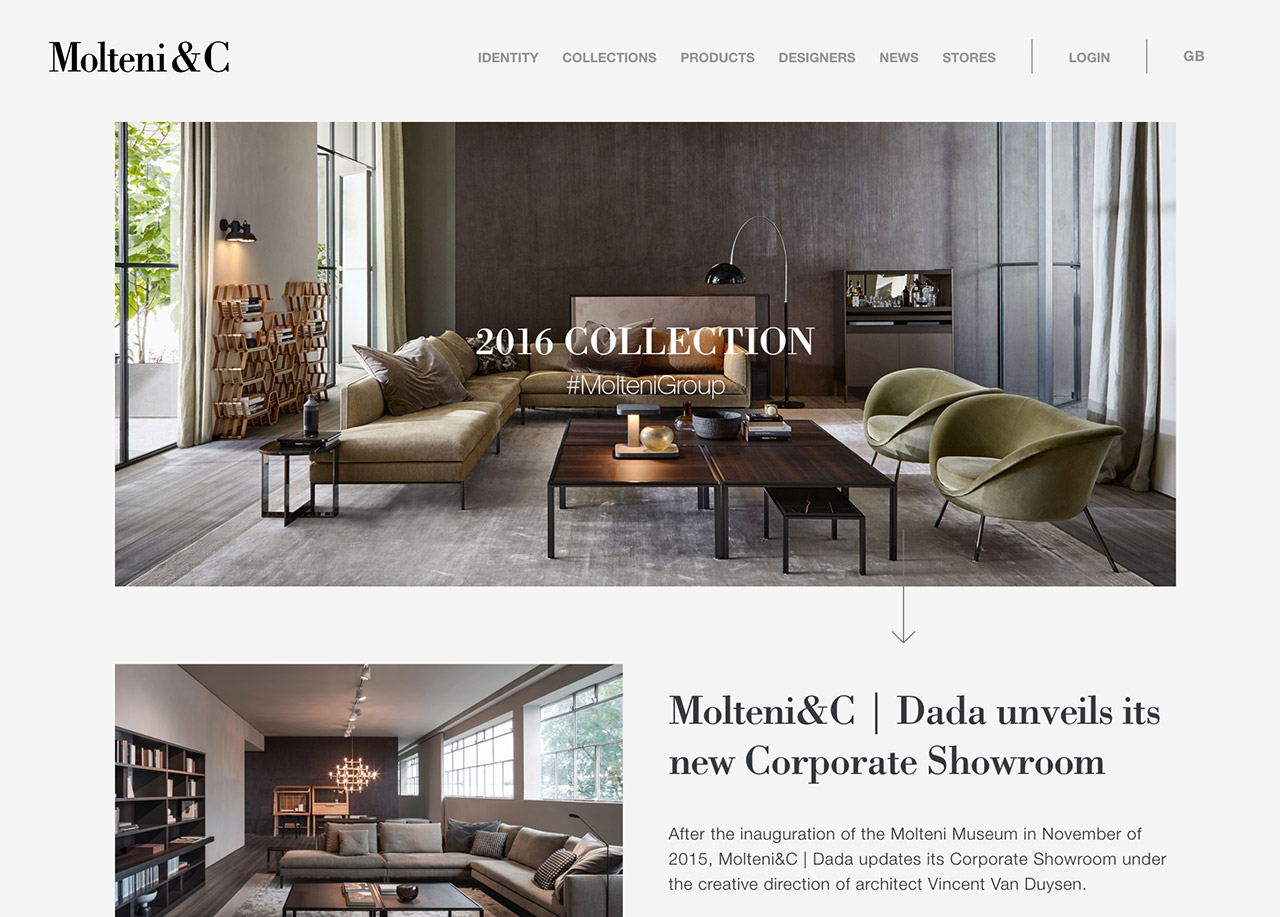 Molteni&C
IDENTITY COLLECTIONS PRODUCTS DESIGNERS NEWS STORES LOGIN GB
2016 COLLECTION
#MolteniGroup
Molteni&C | Dada unveils its
new Corporate Showroom
After the inauguration of the Molteni Museum in November of
2015, Molteni&C | Dada updates its Corporate Showroom under
the creative direction of architect Vincent Van Duysen.